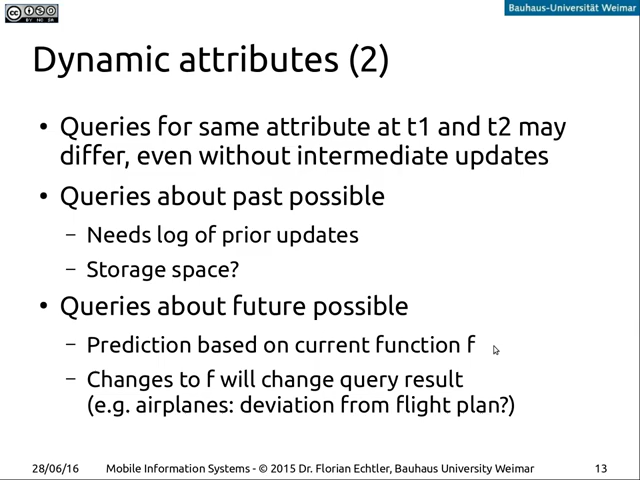 Bauhaus-Universität Weimar
Dynamic attributes (2)
• Queries for same attribute at t1 and t2 may
differ, even without intermediate updates
• Queries about past possible
– Needs log of prior updates
– Storage space?
• Queries about future possible
– Prediction based on current function f
– Changes to f will change query result
(e.g. airplanes: deviation from flight plan?)
28/06/16 Mobile Information Systems - © 2015 Dr. Florian Echtler, Bauhaus University Weimar 13